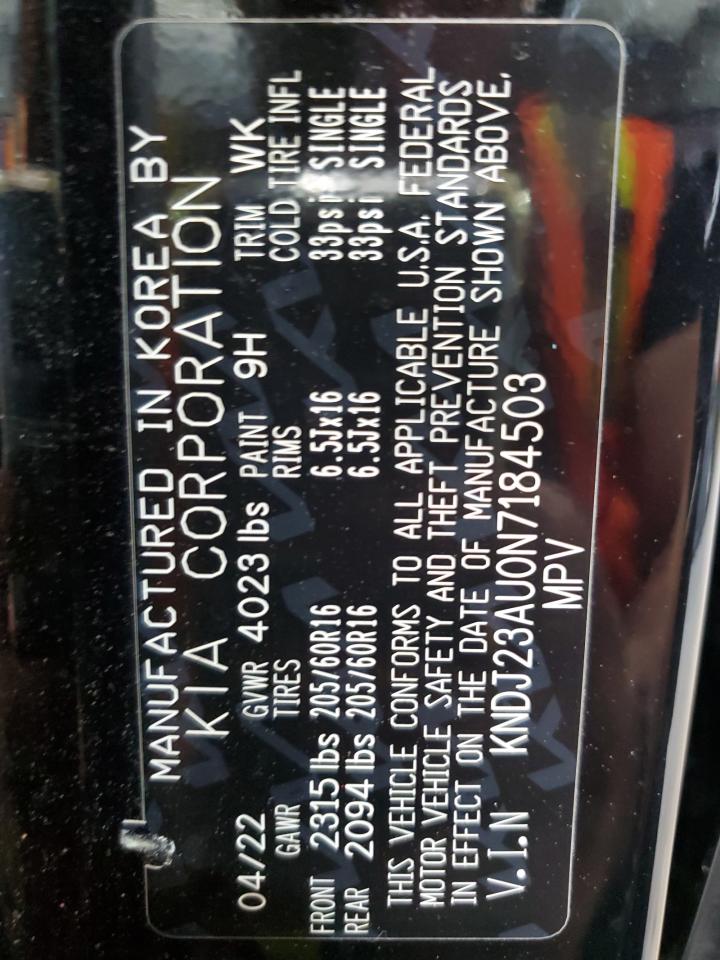 MANUFACTURED IN KOREA BY
KIA CORPORATION
04/22 GVWR 4023 lbs PAINT 9H TRIM WK
GAWR TIRES RIMS COLD TIRE INFL
FRONT 2315 lbs 205/60R16 6.5Jx16 33psi SINGLE
REAR 2094 lbs 205/60R16 6.5Jx16 33psi SINGLE
THIS VEHICLE CONFORMS TO ALL APPLICABLE U.S.A. FEDERAL
MOTOR VEHICLE SAFETY AND THEFT PREVENTION STANDARDS
IN EFFECT ON THE DATE OF MANUFACTURE SHOWN ABOVE.
V.I.N KNDJ23AU0N7184503
MPV